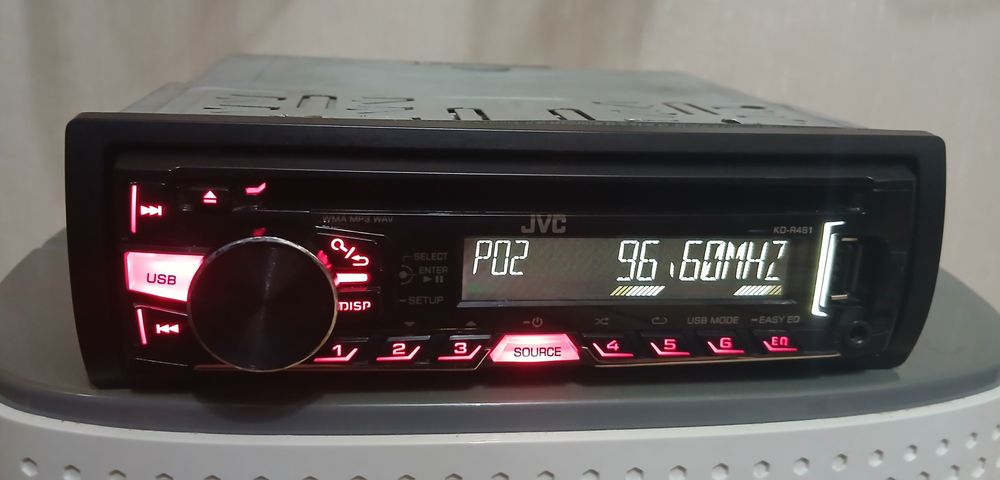 WMA MP3 WAV
JVC
KD-R461
SELECT
ENTER
SETUP
USB
DISP
P02 96.60MHZ
USB MODE
EASY EQ
1 2 3 SOURCE 4 5 6 EQ